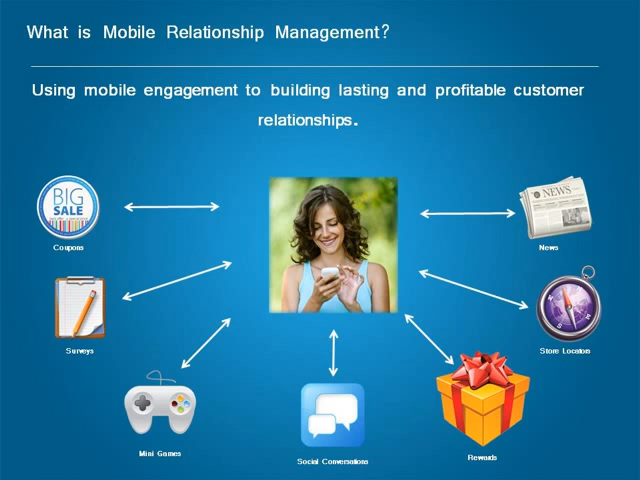 What is Mobile Relationship Management?
Using mobile engagement to building lasting and profitable customer
relationships.
BIG
SALE
NEWS
Coupons
News
Surveys
Store Locators
Mini Games
Social Conversations
Rewards